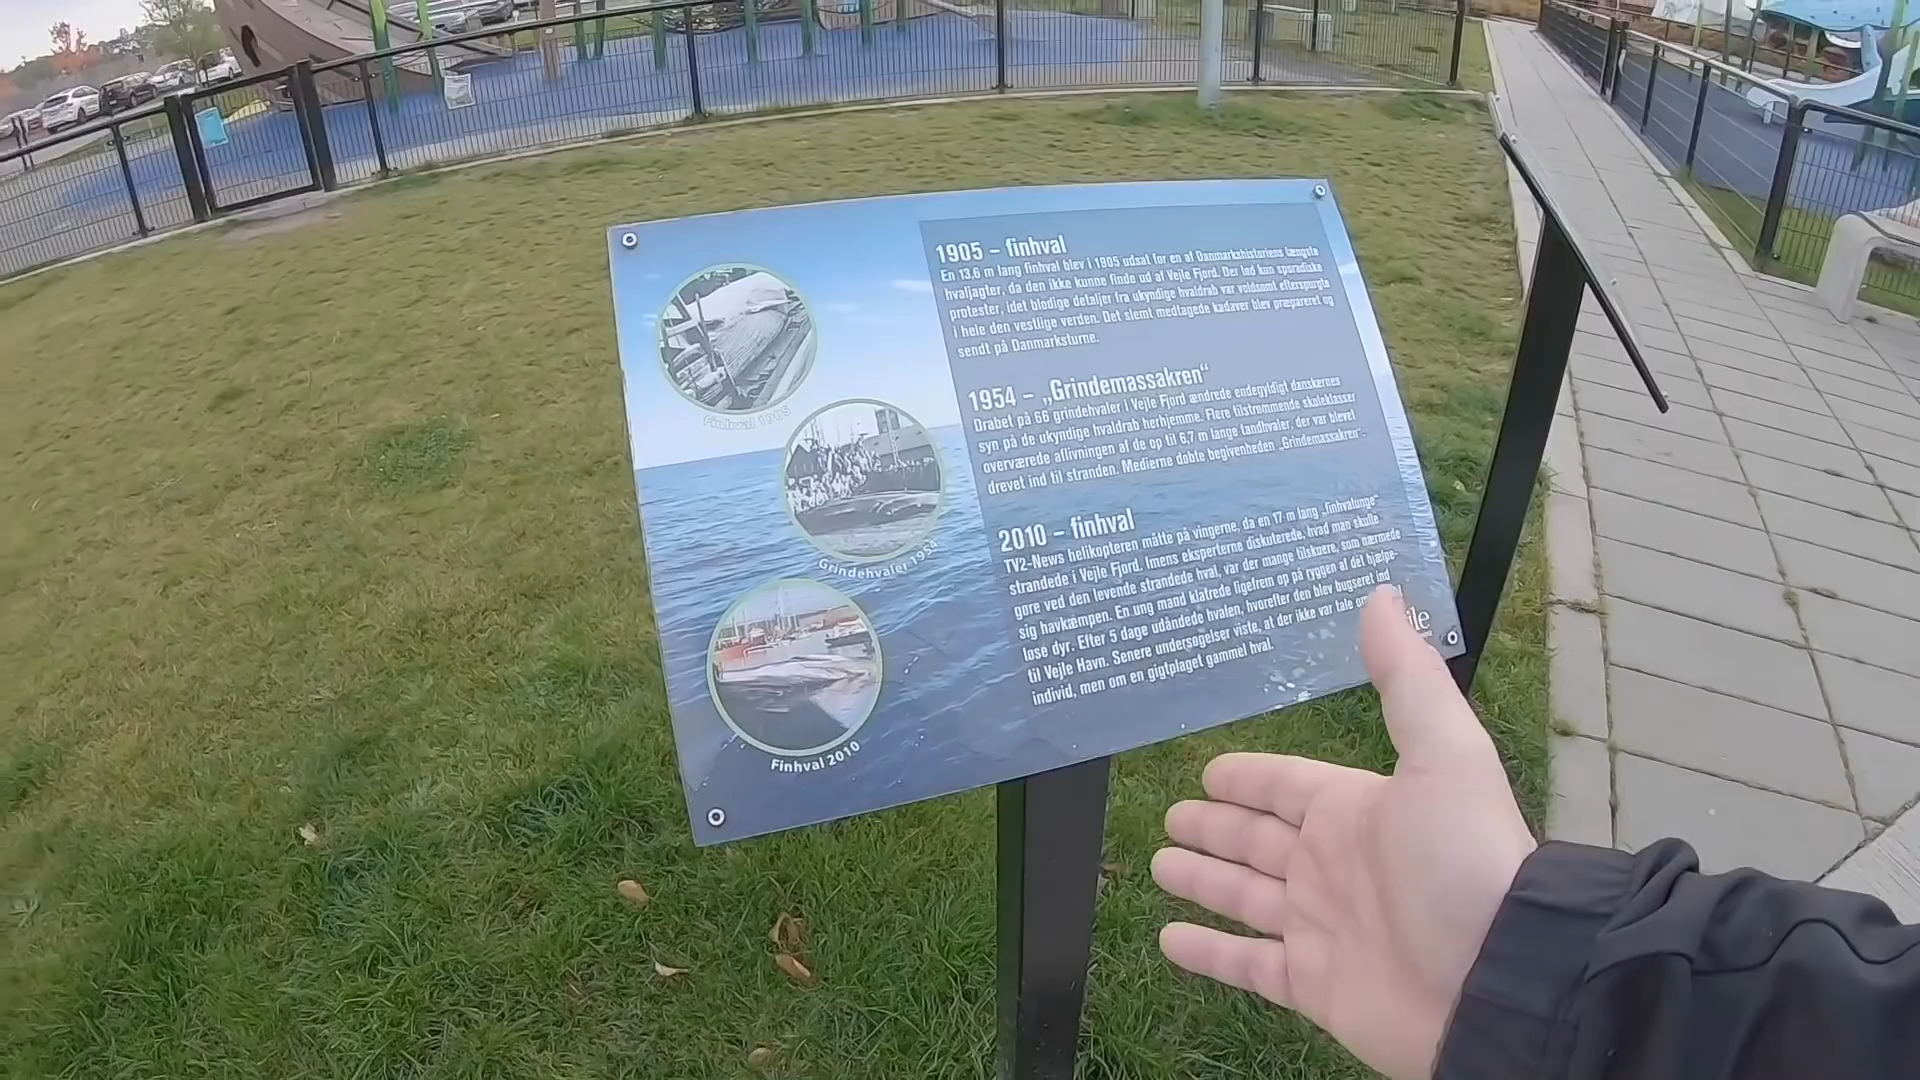 1905 – finhval
En 13,6 m lang finhval blev i 1905 udsat for en af Danmarkshistoriens længste
hvaljagter, da den ikke kunne finde ud af Vejle Fjord. Der lød kun sporadiske
protester, idet blodige detaljer fra ukyndige hvaldrab var voldsomt efterspurgte
i hele den vestlige verden. Det slemt medtagede kadaver blev præpareret og
sendt på Danmarksturne.
Finhval 1905
1954 – „Grindemassakren“
Drabet på 66 grindehvaler i Vejle Fjord ændrede endegyldigt danskernes
syn på de ukyndige hvaldrab herhjemme. Flere tilstrømmende skoleklasser
overværede aflivningen af de op til 6,7 m lange tandhvaler, der var blevet
drevet ind til stranden. Medierne døbte begivenheden „Grindemassakren“.
Grindehvaler 1954
2010 – finhval
TV2-News helikopteren måtte på vingerne, da en 17 m lang „finhvalunge“
strandede i Vejle Fjord. Imens eksperterne diskuterede, hvad man skulle
gøre ved den levende strandede hval, var der mange tilskuere, som nærmede
sig havkæmpen. En ung mand klatrede ligefrem op på ryggen af det hjælpe-
løse dyr. Efter 5 dage udåndede hvalen, hvorefter den blev bugseret ind
til Vejle Havn. Senere undersøgelser viste, at der ikke var tale om
individ, men om en gigtplaget gammel hval.
Finhval 2010